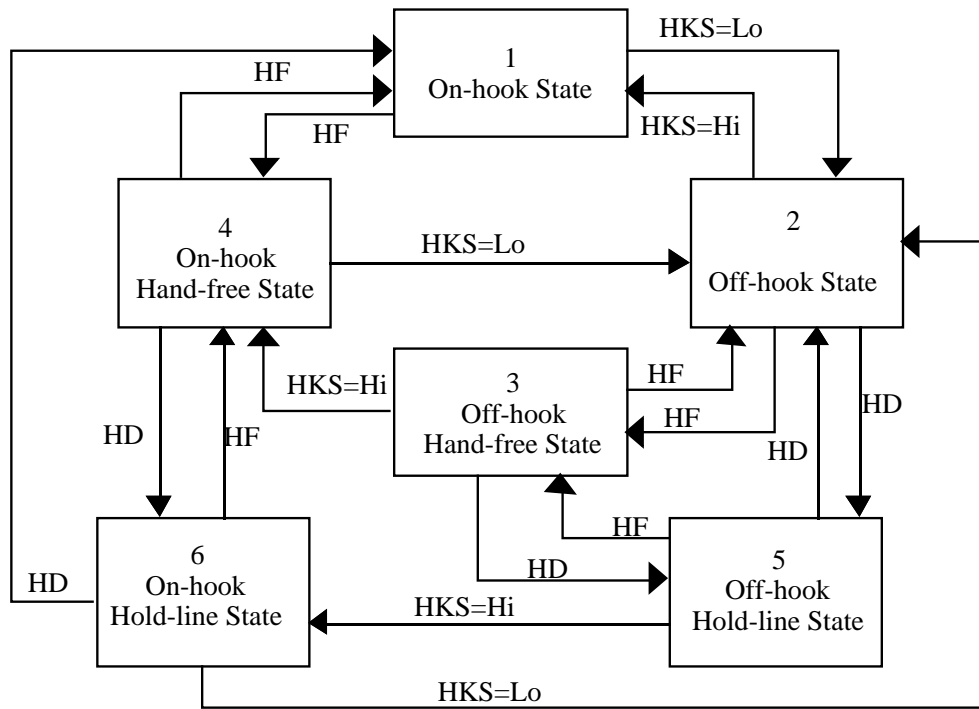 HKS=Lo
1
On-hook State
HF
HF
HKS=Hi
4
On-hook
Hand-free State
HKS=Lo
2
Off-hook State
HKS=Hi
3
Off-hook
Hand-free State
HF
HF
HD
HD
HF
HD
HF
HD
6
On-hook
Hold-line State
HD
HKS=Hi
5
Off-hook
Hold-line State
HKS=Lo